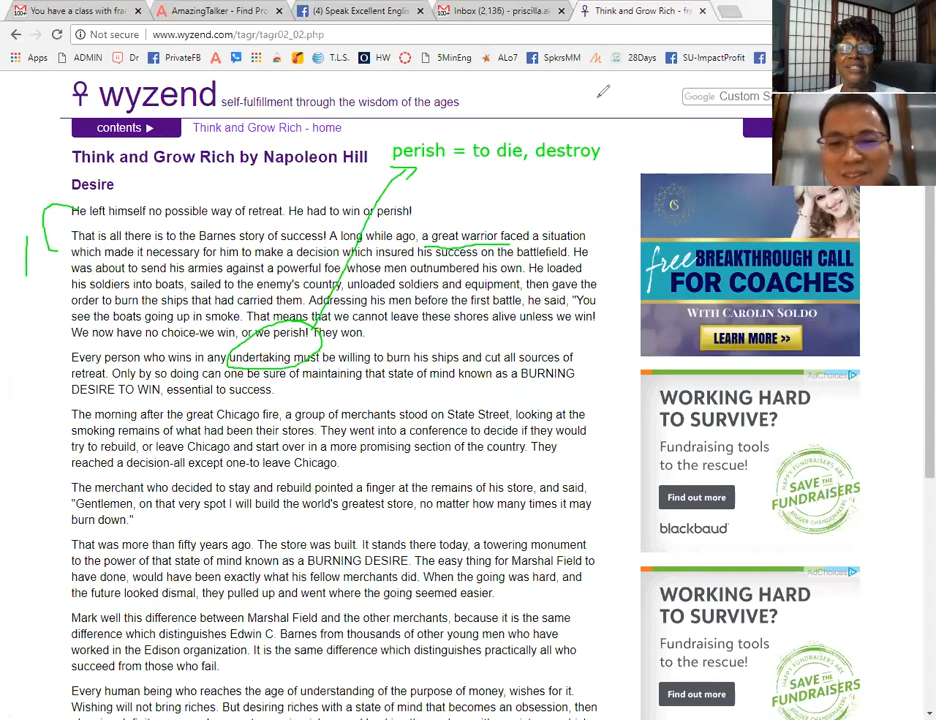 You have a class with fra
AmazingTalker - Find Pro
(4) Speak Excellent Engli
Inbox (2,136) - priscilla.al
Think and Grow Rich - fre
Not secure
www.wyzend.com/tagr/tagr02_02.php
Apps
ADMIN
Dr
PrivateFB
T.L.S.
HW
5MinEng
ALo7
SpkrsMM
28Days
SU-ImpactProfit
wyzend self-fulfillment through the wisdom of the ages
Google Custom S
contents
Think and Grow Rich - home
Think and Grow Rich by Napoleon Hill
perish = to die, destroy
Desire
He left himself no possible way of retreat. He had to win or perish!
That is all there is to the Barnes story of success! A long while ago, a great warrior faced a situation
which made it necessary for him to make a decision which insured his success on the battlefield. He
was about to send his armies against a powerful foe, whose men outnumbered his own. He loaded
his soldiers into boats, sailed to the enemy's country, unloaded soldiers and equipment, then gave the
order to burn the ships that had carried them. Addressing his men before the first battle, he said, "You
see the boats going up in smoke. That means that we cannot leave these shores alive unless we win!
We now have no choice-we win, or we perish! They won.
Every person who wins in any undertaking must be willing to burn his ships and cut all sources of
retreat. Only by so doing can one be sure of maintaining that state of mind known as a BURNING
DESIRE TO WIN, essential to success.
The morning after the great Chicago fire, a group of merchants stood on State Street, looking at the
smoking remains of what had been their stores. They went into a conference to decide if they would
try to rebuild, or leave Chicago and start over in a more promising section of the country. They
reached a decision-all except one-to leave Chicago.
The merchant who decided to stay and rebuild pointed a finger at the remains of his store, and said,
"Gentlemen, on that very spot I will build the world's greatest store, no matter how many times it may
burn down."
That was more than fifty years ago. The store was built. It stands there today, a towering monument
to the power of that state of mind known as a BURNING DESIRE. The easy thing for Marshal Field to
have done, would have been exactly what his fellow merchants did. When the going was hard, and
the future looked dismal, they pulled up and went where the going seemed easier.
Mark well this difference between Marshal Field and the other merchants, because it is the same
difference which distinguishes Edwin C. Barnes from thousands of other young men who have
worked in the Edison organization. It is the same difference which distinguishes practically all who
succeed from those who fail.
Every human being who reaches the age of understanding of the purpose of money, wishes for it.
Wishing will not bring riches. But desiring riches with a state of mind that becomes an obsession, then
free BREAKTHROUGH CALL
FOR COACHES
WITH CAROLIN SOLDO
LEARN MORE >>
AdChoices
WORKING HARD
TO SURVIVE?
Fundraising tools
to the rescue!
Find out more
HAPPY FUNDRAISERS ARE
SAVE THE
FUNDRAISERS
BIGGER CHANGEMAKERS
blackbaud
AdChoices
WORKING HARD
TO SURVIVE?
Fundraising tools
to the rescue!
Find out more
SAVE THE
FUNDRAISERS